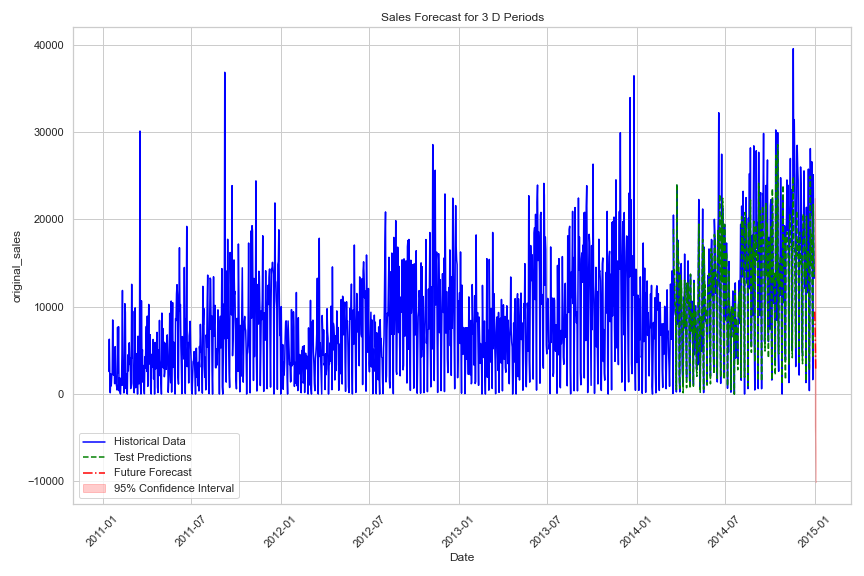 Sales Forecast for 3 D Periods
original_sales
40000
30000
20000
10000
0
−10000
Historical Data
Test Predictions
Future Forecast
95% Confidence Interval
2011-01
2011-07
2012-01
2012-07
2013-01
2013-07
2014-01
2014-07
2015-01
Date